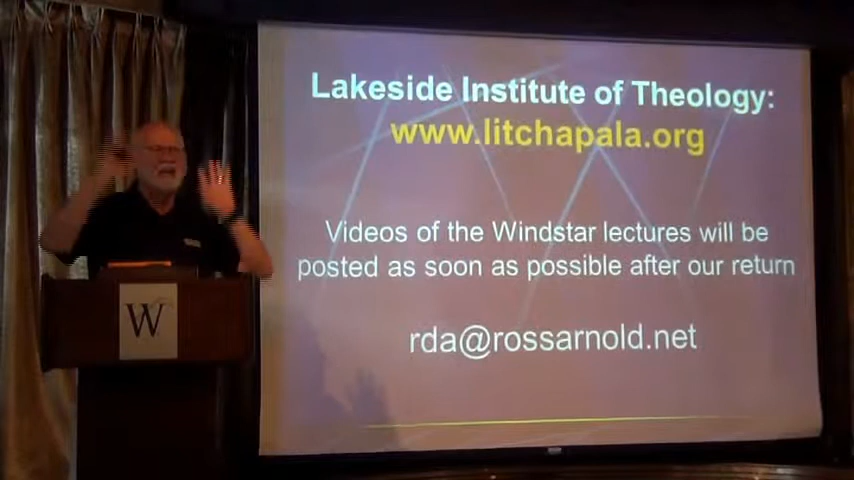 Lakeside Institute of Theology:
www.litchapala.org
Videos of the Windstar lectures will be
posted as soon as possible after our return
rda@rossarnold.net
W